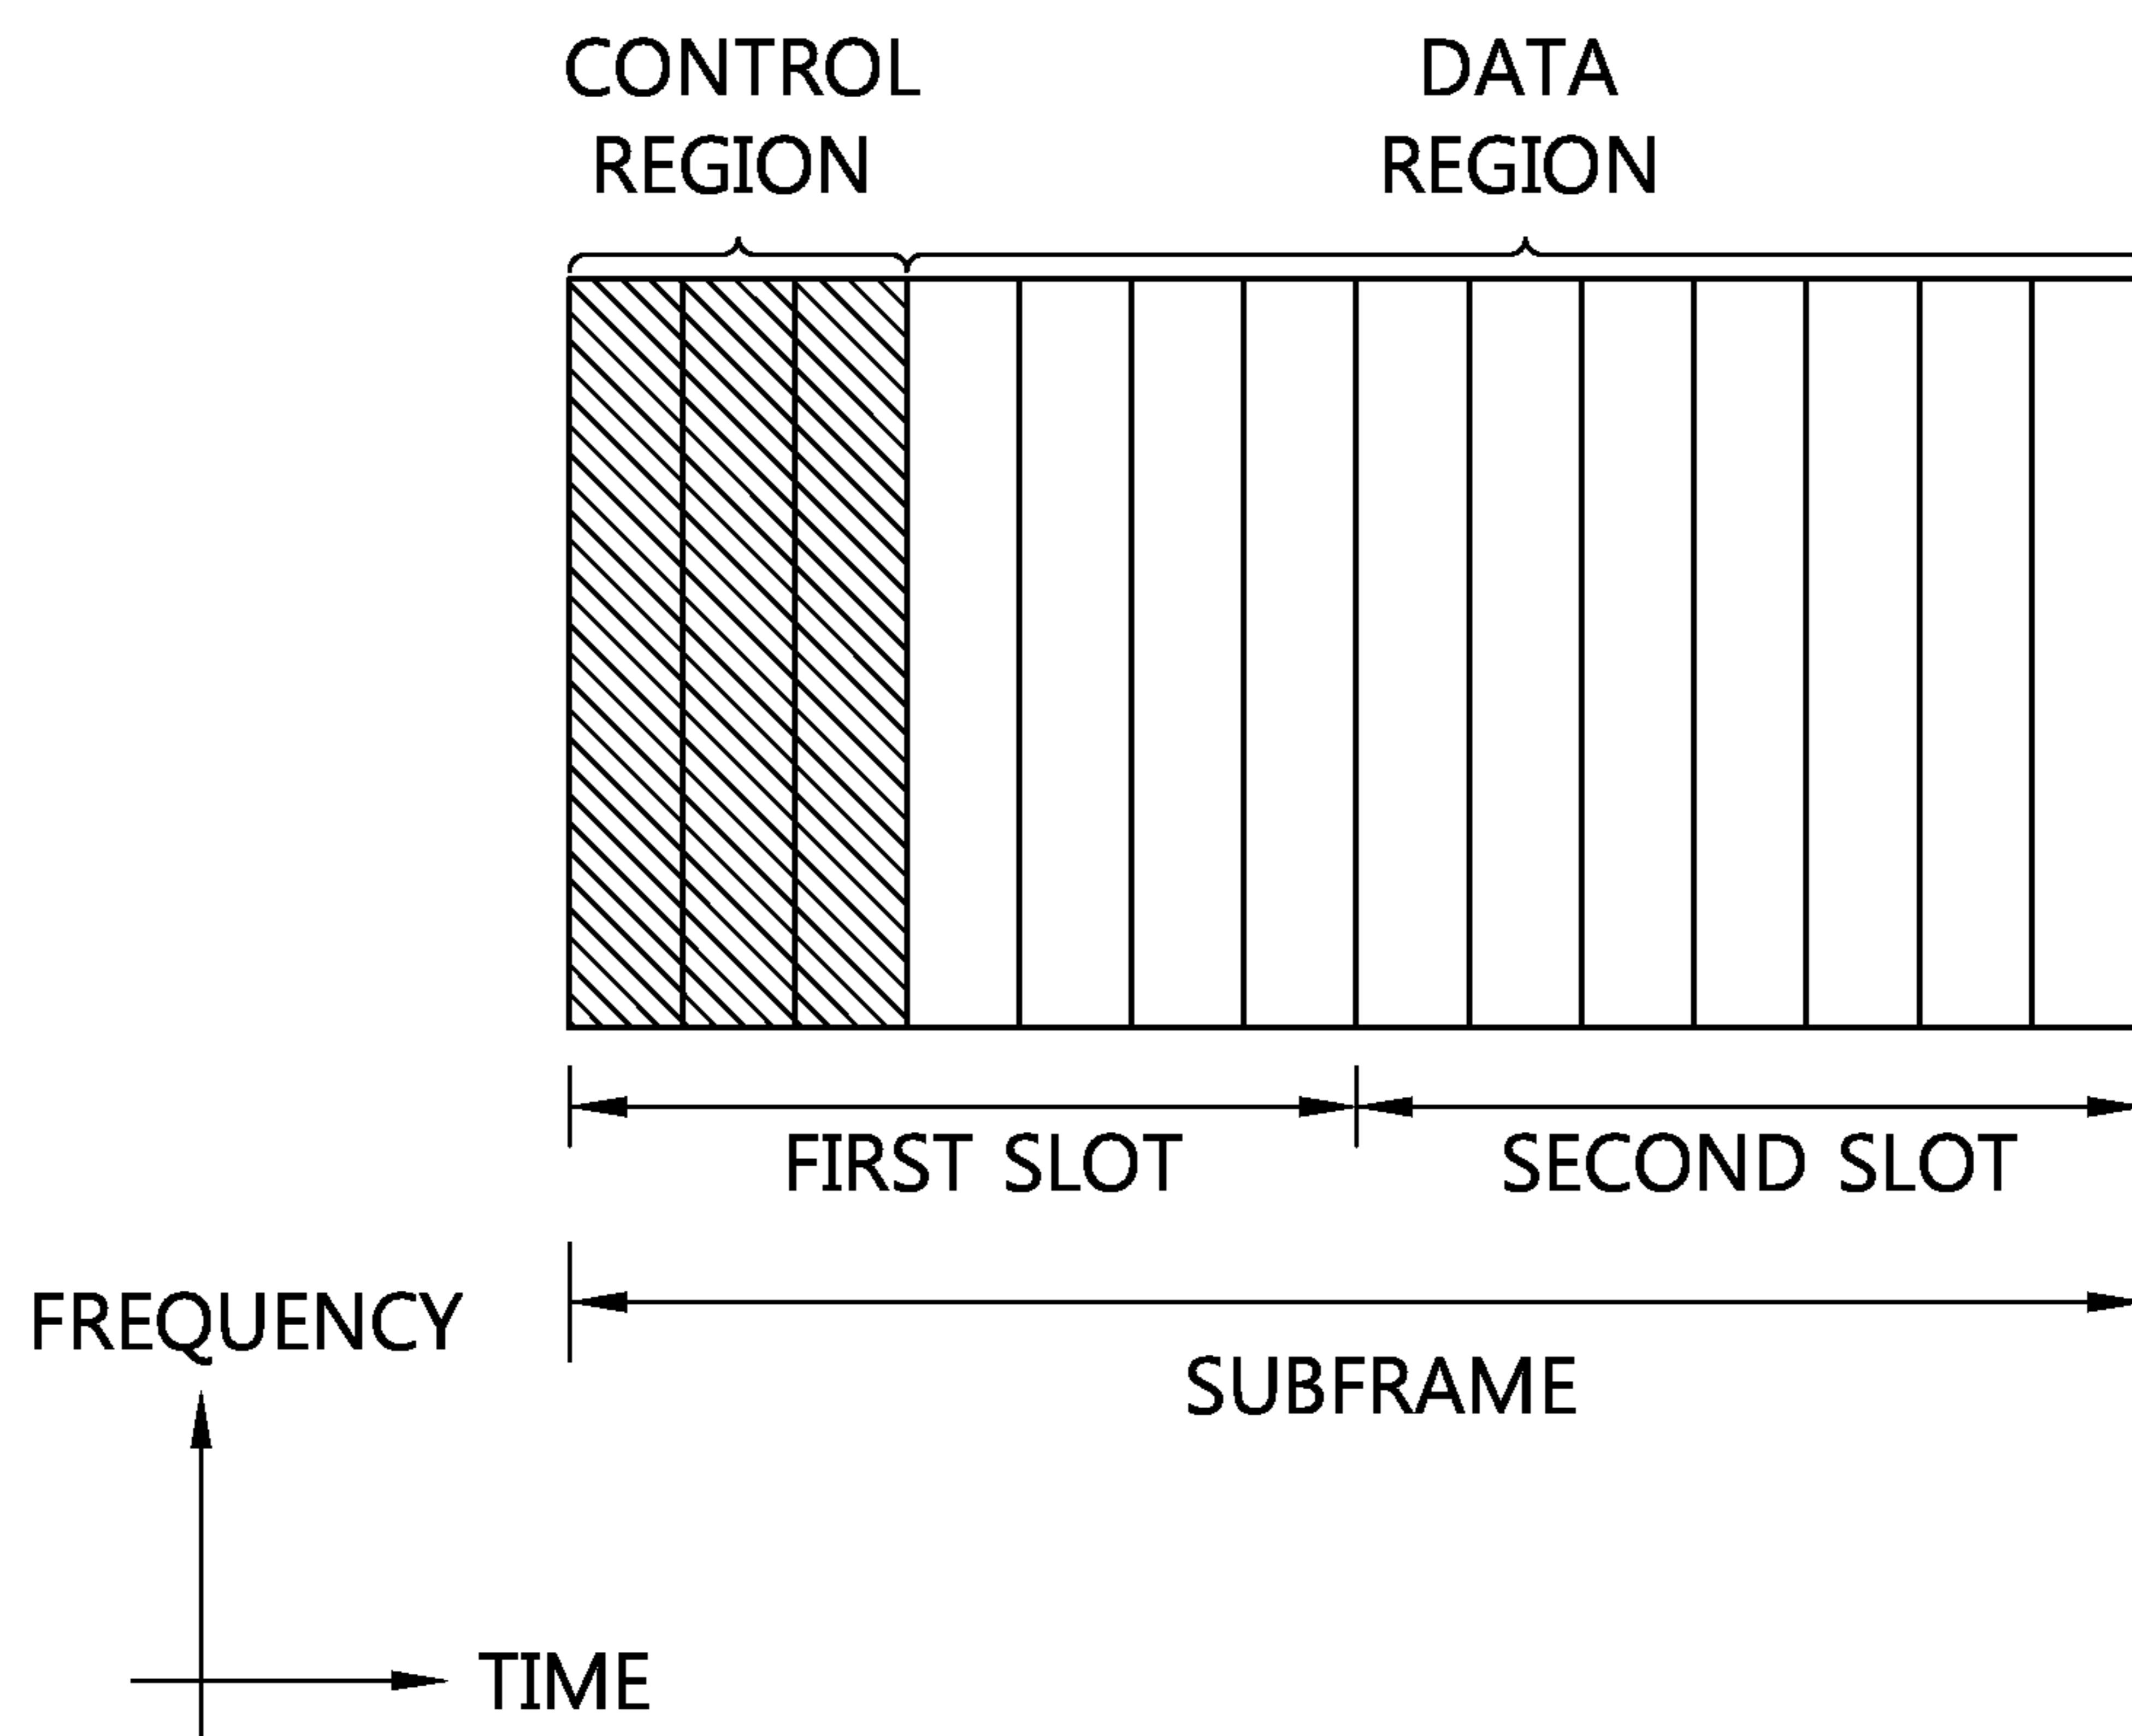 CONTROL
REGION
DATA
REGION
FIRST SLOT
SECOND SLOT
SUBFRAME
FREQUENCY
TIME